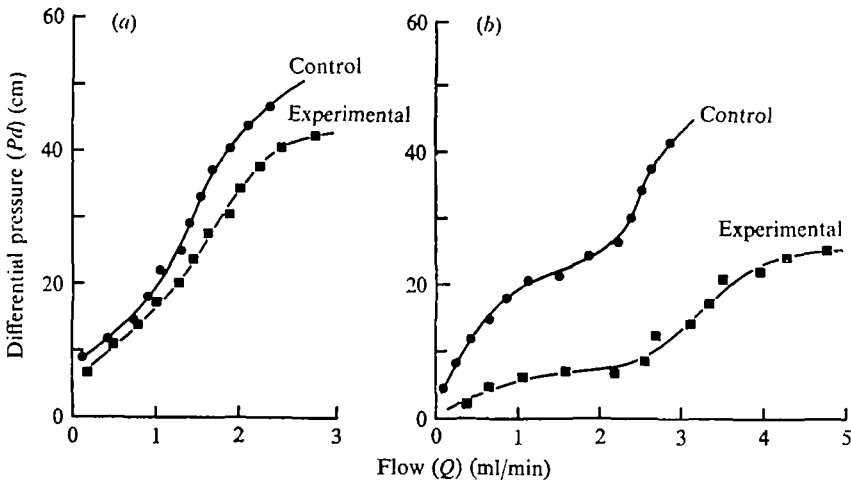 60
(a)
Control
Experimental
40
20
0
0 1 2 3
Differential pressure (Pd) (cm)
60
(b)
Control
40
Experimental
20
0
0 1 2 3 4 5
Flow (Q) (ml/min)